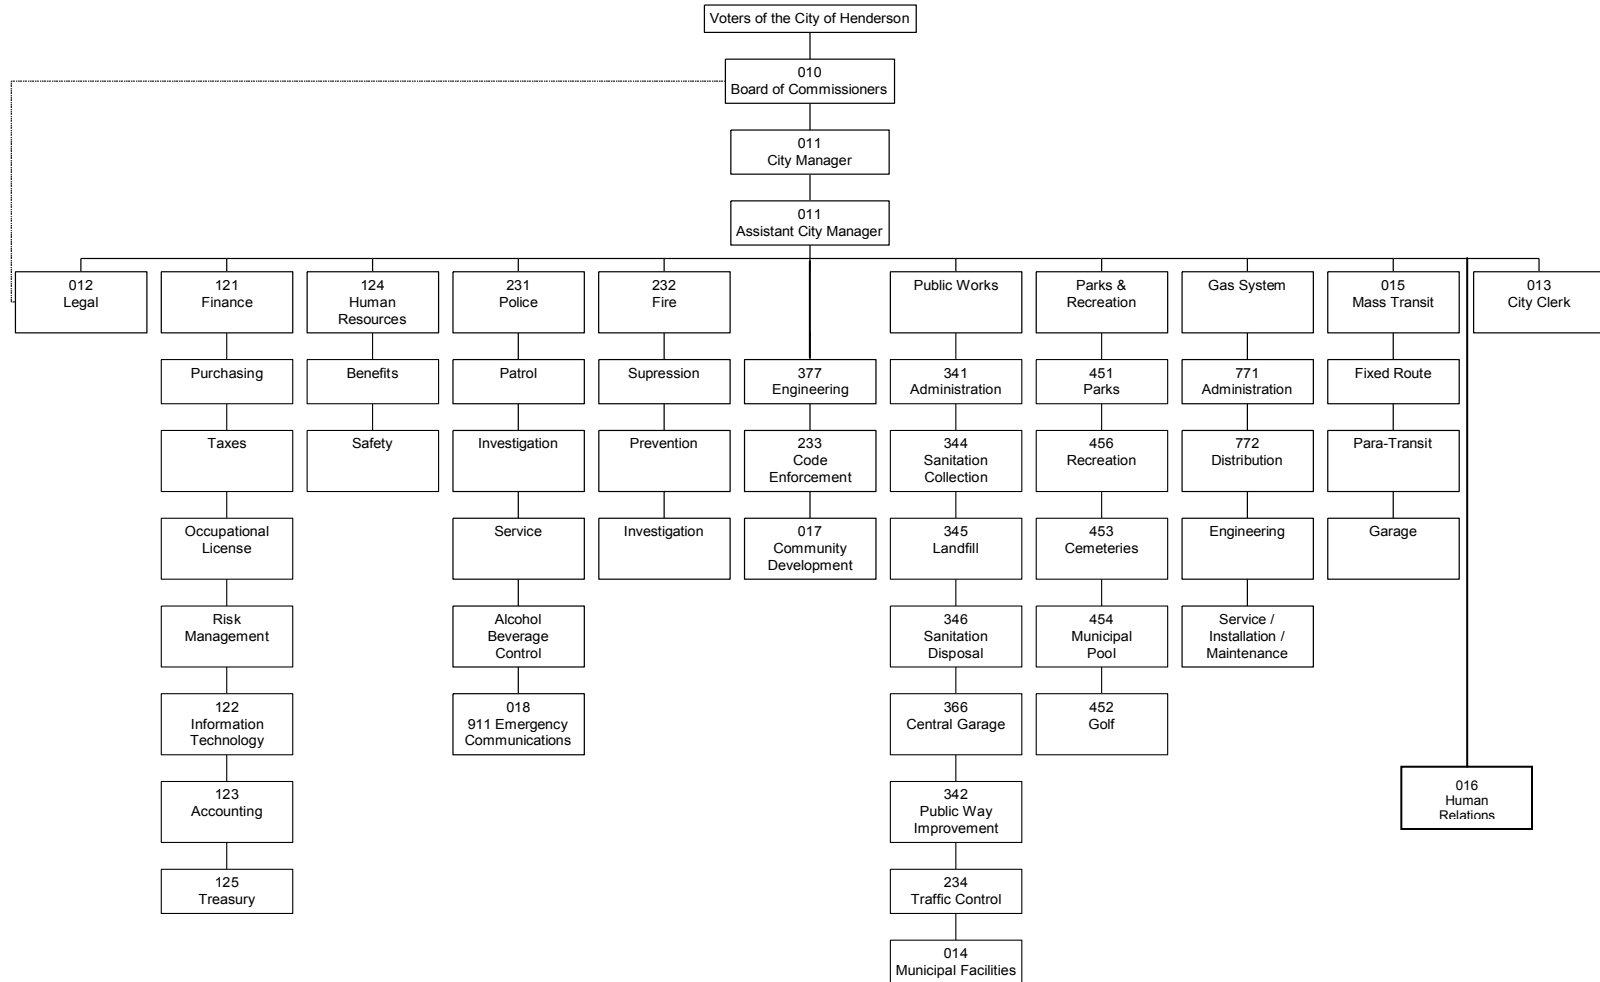 Voters of the City of Henderson
010
Board of Commissioners
011
City Manager
011
Assistant City Manager
012
Legal
121
Finance
124
Human
Resources
231
Police
232
Fire
Public Works
Parks &
Recreation
Gas System
015
Mass Transit
013
City Clerk
Purchasing
Benefits
Patrol
Supression
377
Engineering
341
Administration
451
Parks
771
Administration
Fixed Route
Taxes
Safety
Investigation
Prevention
233
Code
Enforcement
344
Sanitation
Collection
456
Recreation
772
Distribution
Para-Transit
Occupational
License
Service
Investigation
017
Community
Development
345
Landfill
453
Cemeteries
Engineering
Garage
Risk
Management
Alcohol
Beverage
Control
346
Sanitation
Disposal
454
Municipal
Pool
Service /
Installation /
Maintenance
122
Information
Technology
018
911 Emergency
Communications
366
Central Garage
452
Golf
016
Human
Relations
123
Accounting
342
Public Way
Improvement
125
Treasury
234
Traffic Control
014
Municipal Facilities